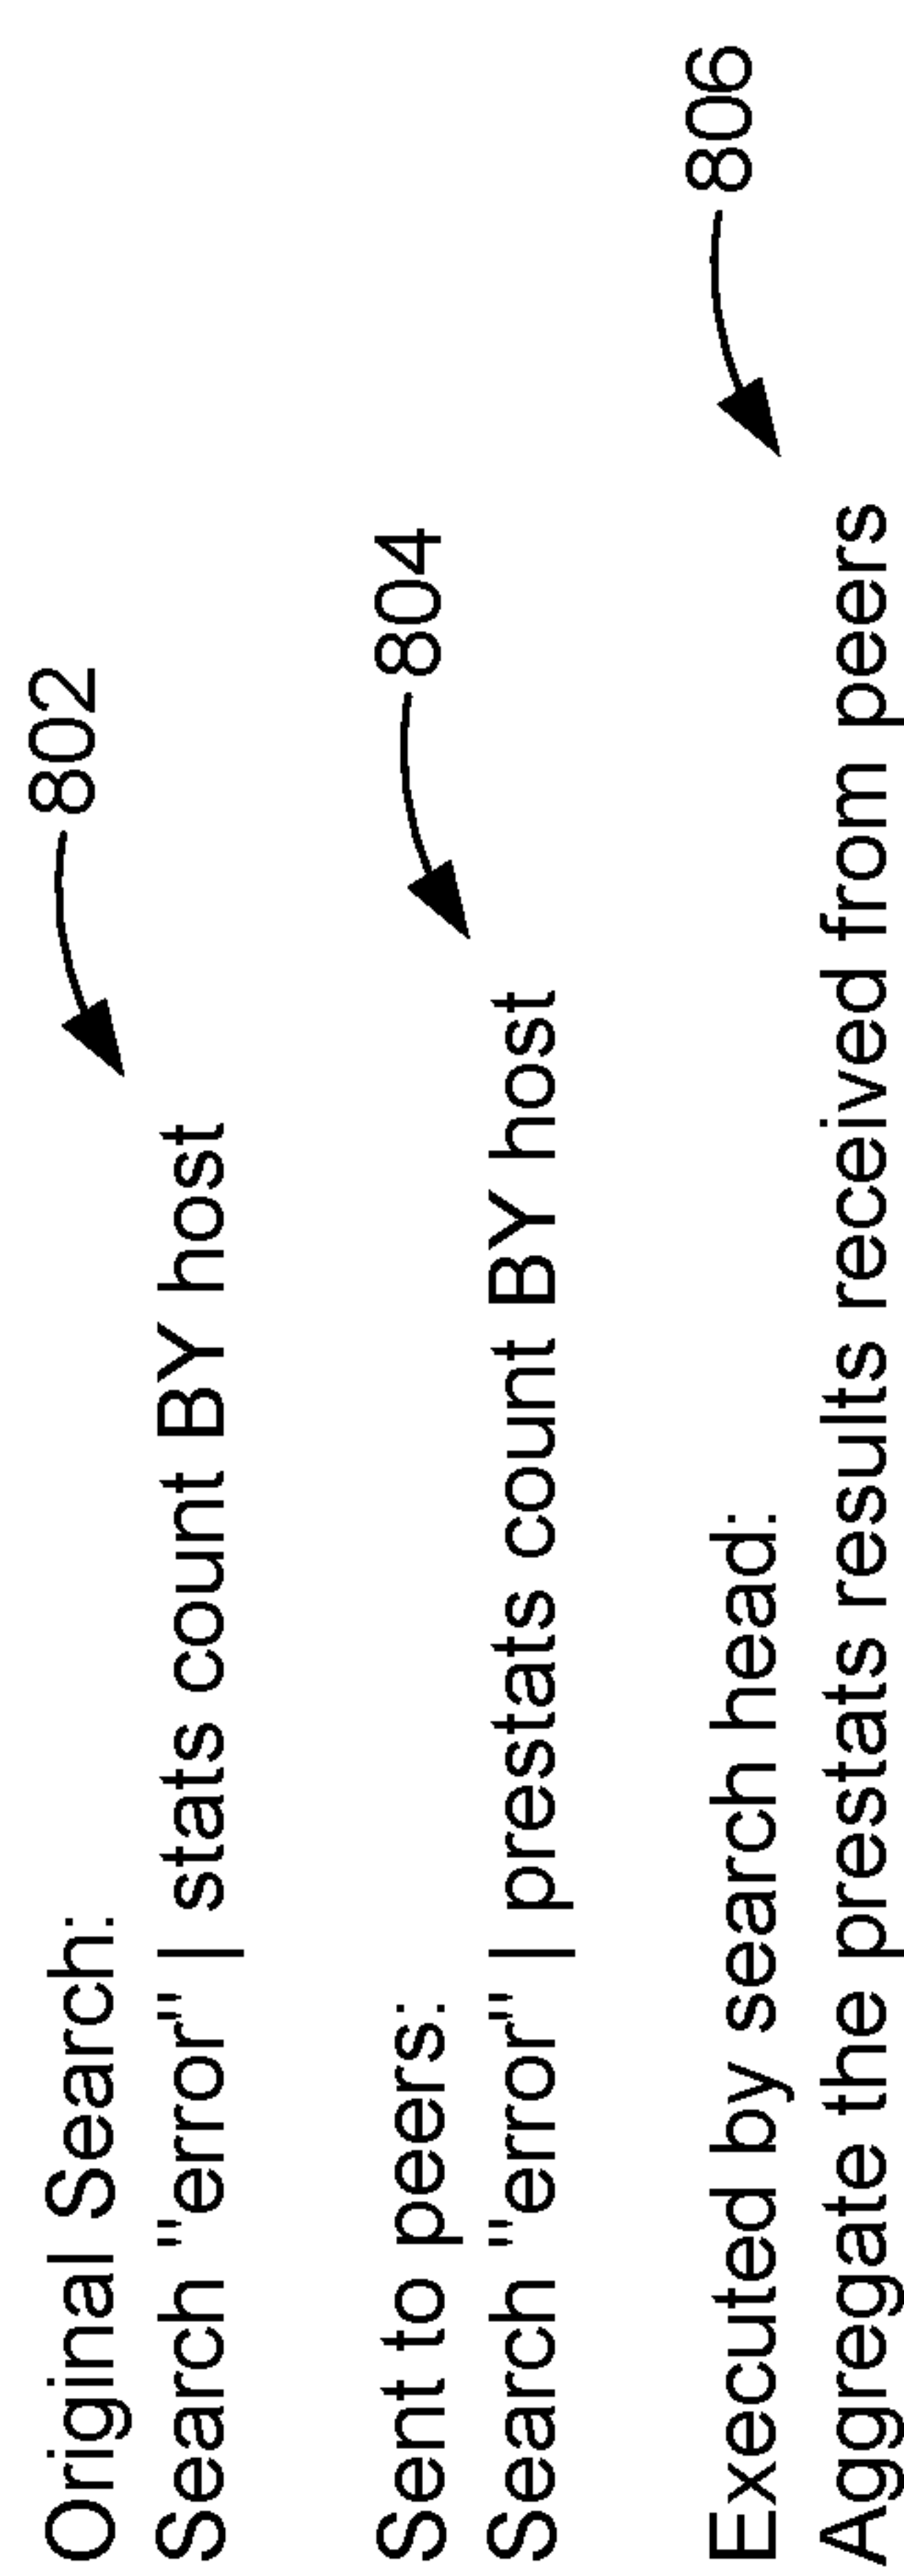 Original Search:
802
Search "error" | stats count BY host
Sent to peers:
804
Search "error" | prestats count BY host
Executed by search head:
806
Aggregate the prestats results received from peers